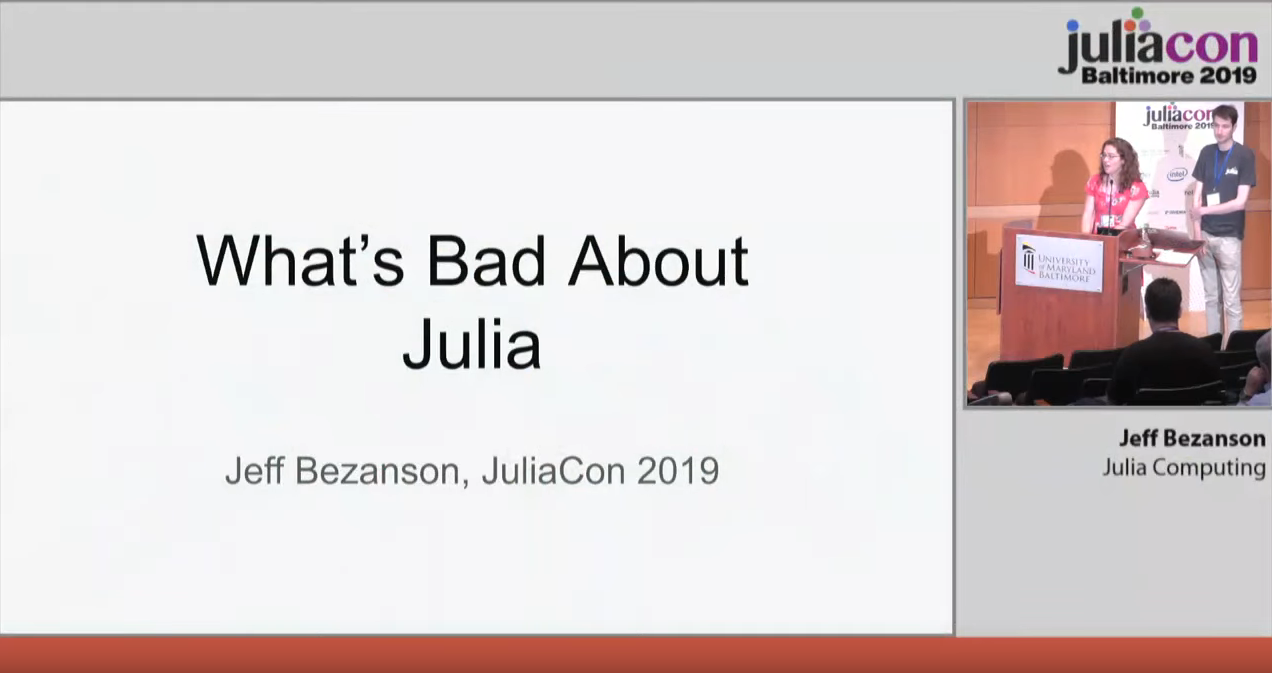 juliacon
Baltimore 2019
What's Bad About
Julia
Jeff Bezanson, JuliaCon 2019
juliacon
Baltimore 2019
intel
UNIVERSITY
OF MARYLAND
BALTIMORE
Jeff Bezanson
Julia Computing